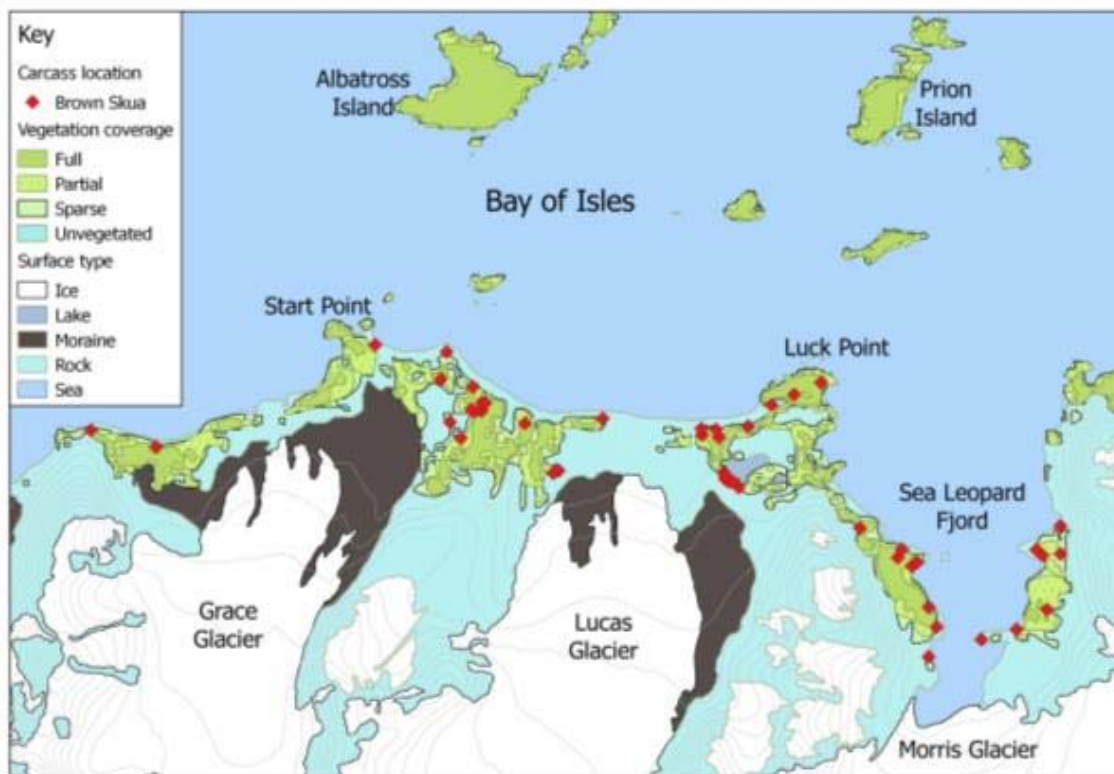 Key
Carcass location
Brown Skua
Vegetation coverage
Full
Partial
Sparse
Unvegetated
Surface type
Ice
Lake
Moraine
Rock
Sea
Albatross
Island
Prion
Island
Bay of Isles
Start Point
Luck Point
Sea Leopard
Fjord
Grace
Glacier
Lucas
Glacier
Morris Glacier